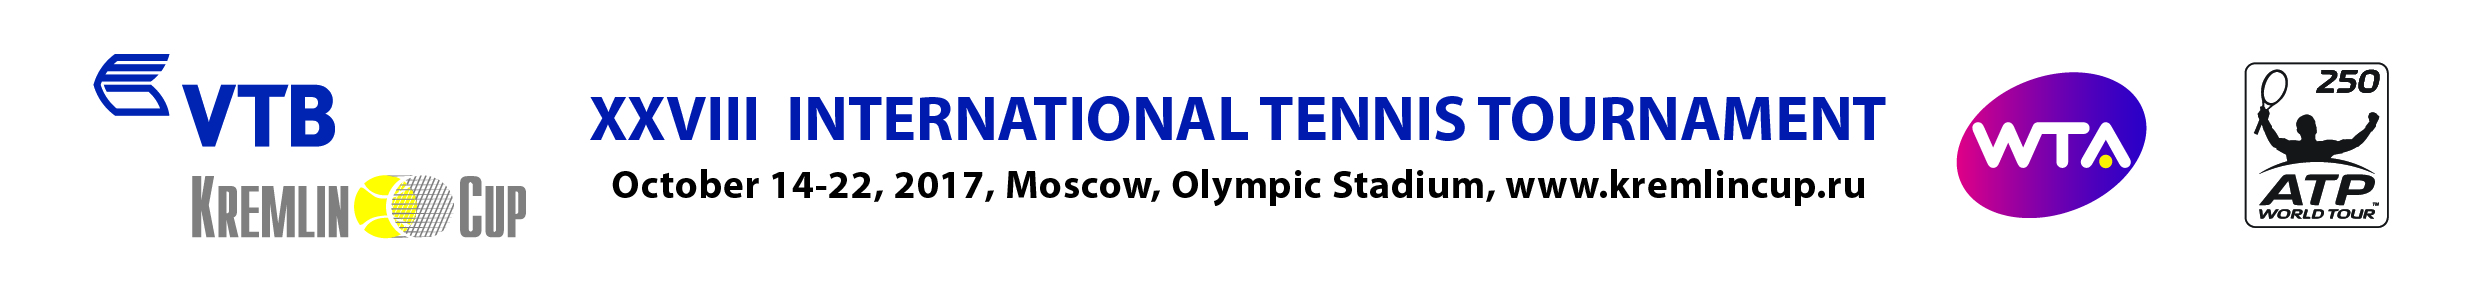 VTB
KREMLIN CUP
XXVIII INTERNATIONAL TENNIS TOURNAMENT
October 14-22, 2017, Moscow, Olympic Stadium, www.kremlincup.ru
WTA
250
ATP™
WORLD TOUR